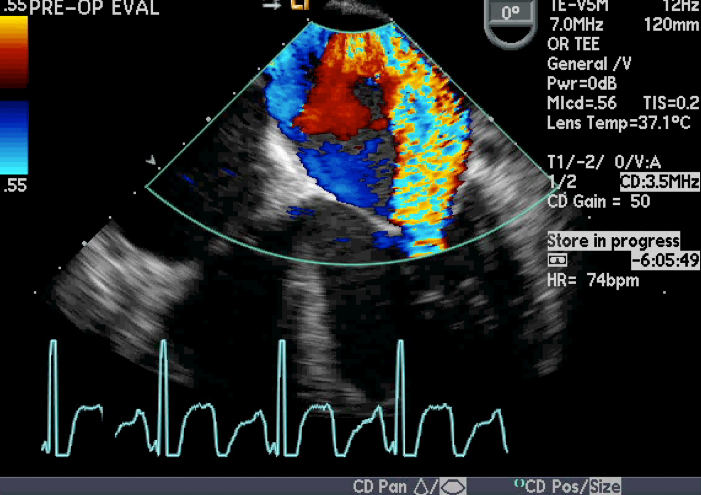 .55 PRE-OP EVAL
0°
TE-V5M 12Hz
7.0MHz 120mm
OR TEE
General /V
Pwr=0dB
MIcd=.56 TIS=0.2
Lens Temp=37.1°C
T1/-2/ 0/V:A
1/2 CD:3.5MHz
CD Gain = 50
.55
Store in progress
-6:05:49
HR= 74bpm
CD Pan
CD Pos/Size